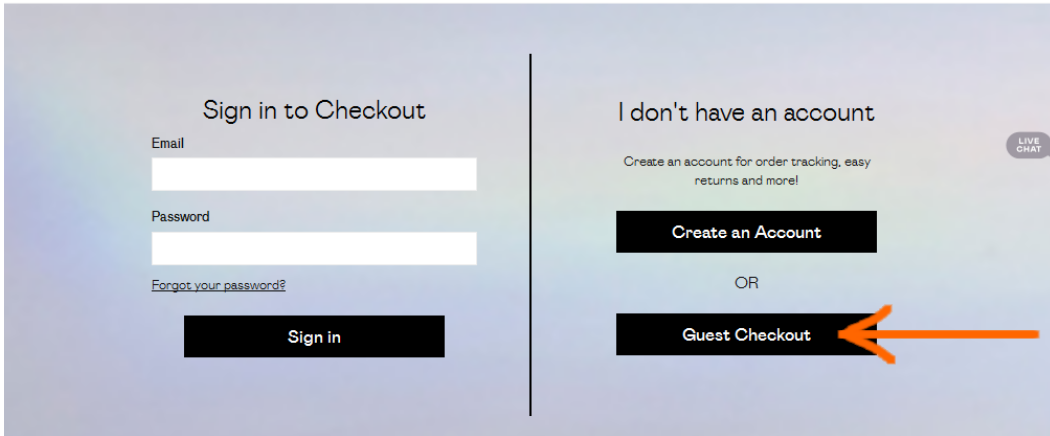 Sign in to Checkout
Email
Password
Forgot your password?
Sign in
I don't have an account
Create an account for order tracking, easy
returns and more!
Create an Account
OR
Guest Checkout
LIVE
CHAT